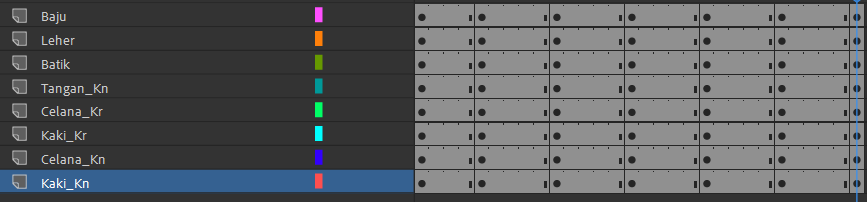 Baju
Leher
Batik
Tangan_Kn
Celana_Kr
Kaki_Kr
Celana_Kn
Kaki_Kn